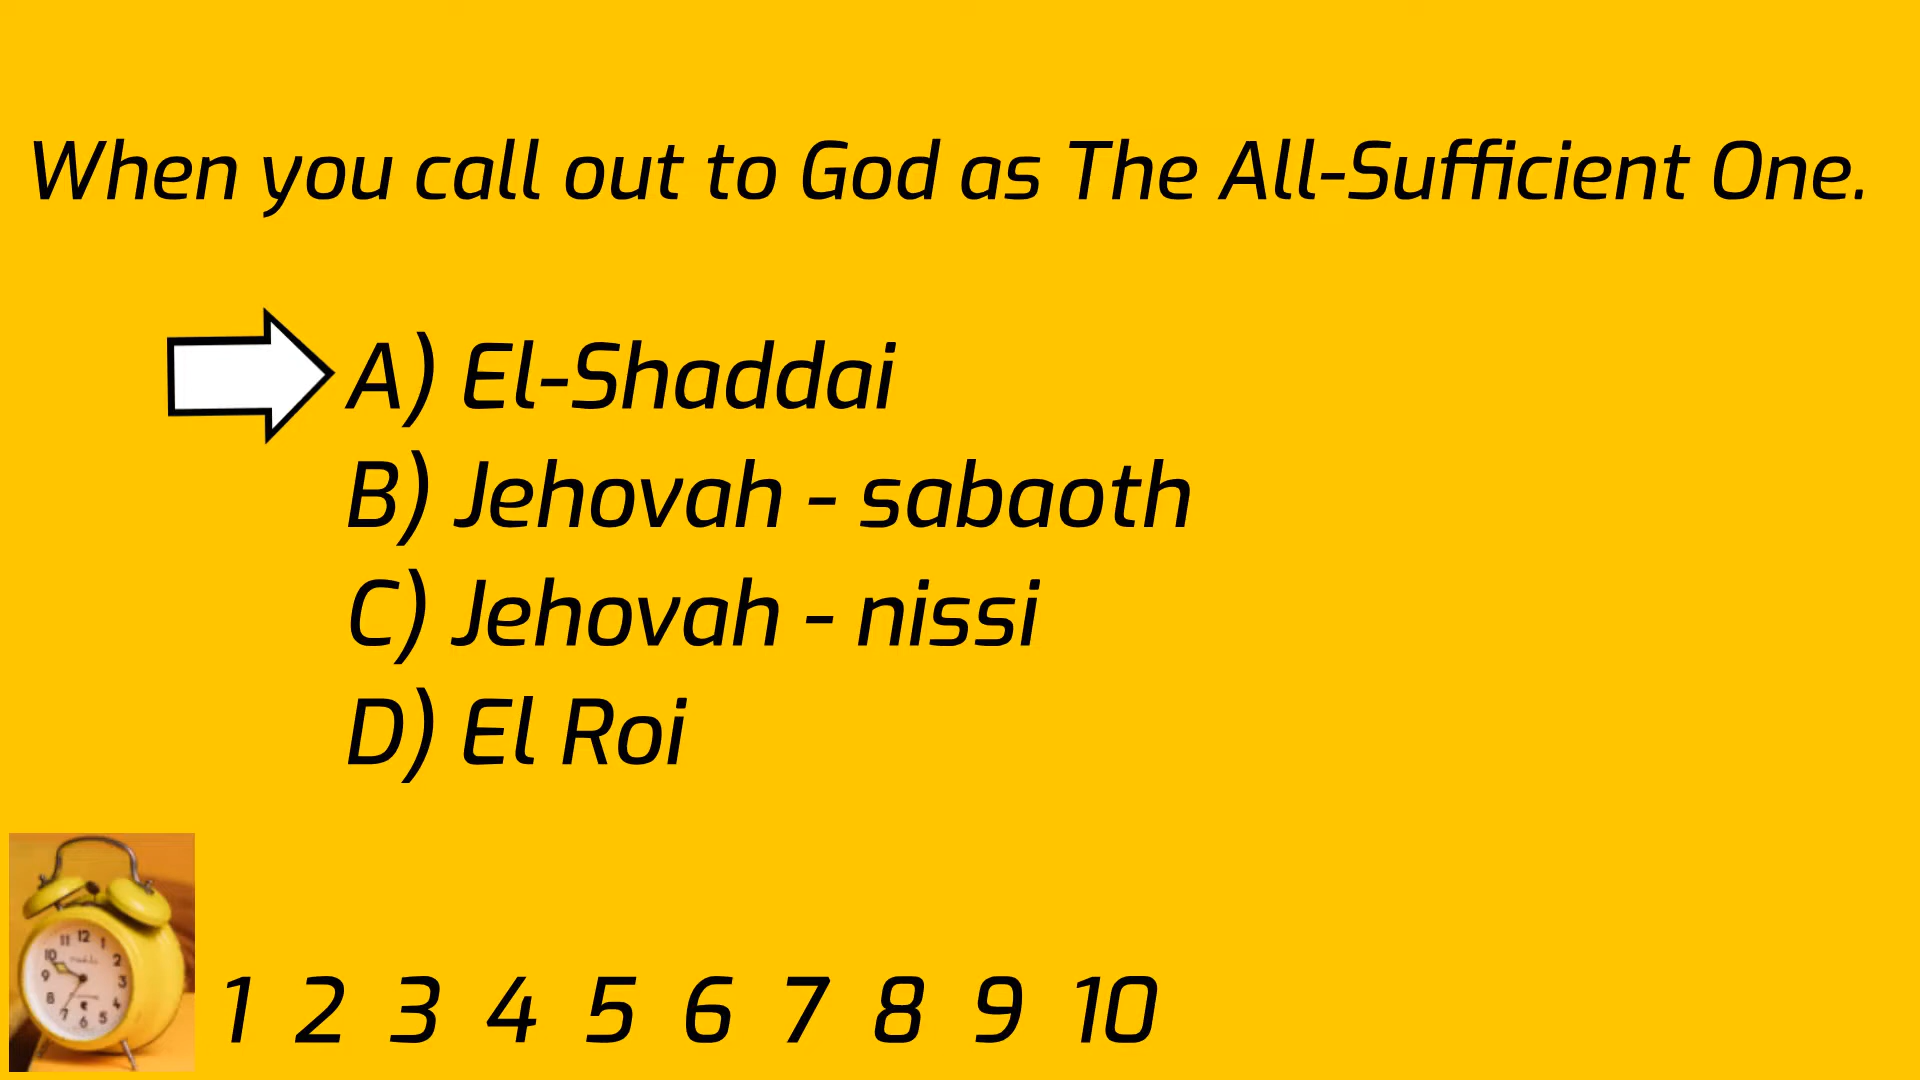 When you call out to God as The All-Sufficient One.
A) El-Shaddai
B) Jehovah - sabaoth
C) Jehovah - nissi
D) El Roi
1 2 3 4 5 6 7 8 9 10